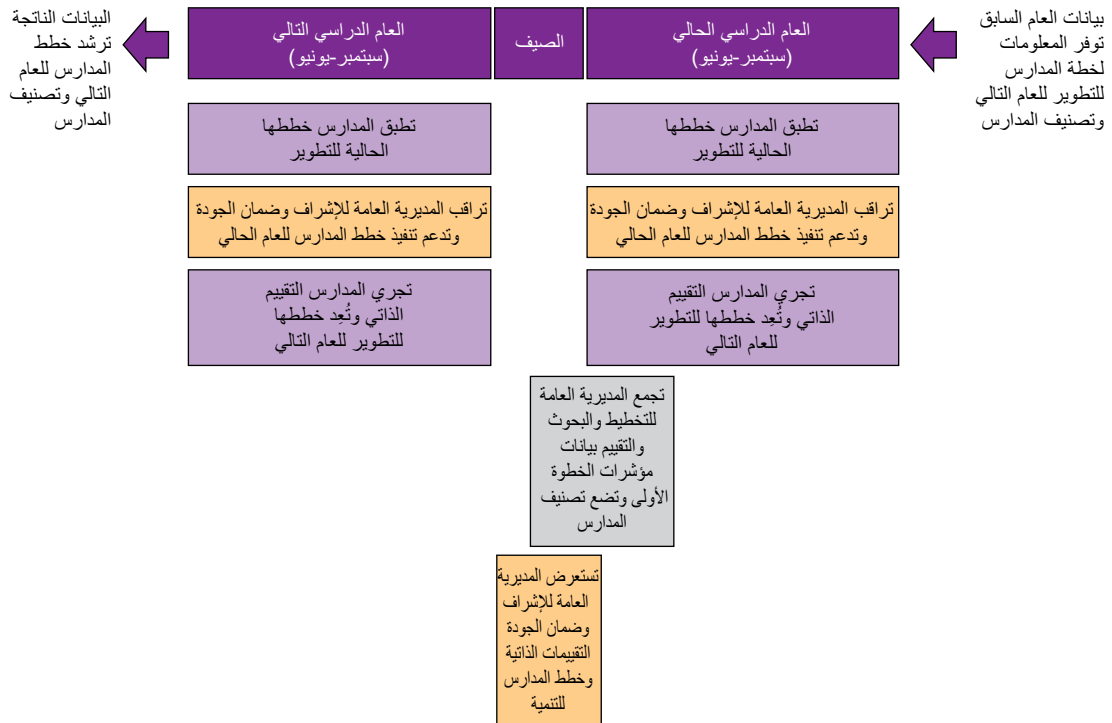 بيانات العام السابق
توفر المعلومات
لخطة المدارس
للتطوير للعام التالي
وتصنيف المدارس
العام الدراسي الحالي
(سبتمبر-يونيو)
الصيف
العام الدراسي التالي
(سبتمبر-يونيو)
البيانات الناتجة
ترشد خطط
المدارس للعام
التالي وتصنيف
المدارس
تطبق المدارس خططها
الحالية للتطوير
تطبق المدارس خططها
الحالية للتطوير
تراقب المديرية العامة للإشراف وضمان الجودة
وتدعم تنفيذ خطط المدارس للعام الحالي
تراقب المديرية العامة للإشراف وضمان الجودة
وتدعم تنفيذ خطط المدارس للعام الحالي
تجري المدارس التقييم
الذاتي وتُعِد خططها للتطوير
للعام التالي
تجري المدارس التقييم
الذاتي وتُعِد خططها
للتطوير للعام التالي
تجمع المديرية العامة
للتخطيط والبحوث
والتقييم بيانات
مؤشرات الخطوة
الأولى وتضع تصنيف
المدارس
تستعرض المديرية
العامة للإشراف
وضمان الجودة
التقييمات الذاتية
وخطط المدارس
للتنمية